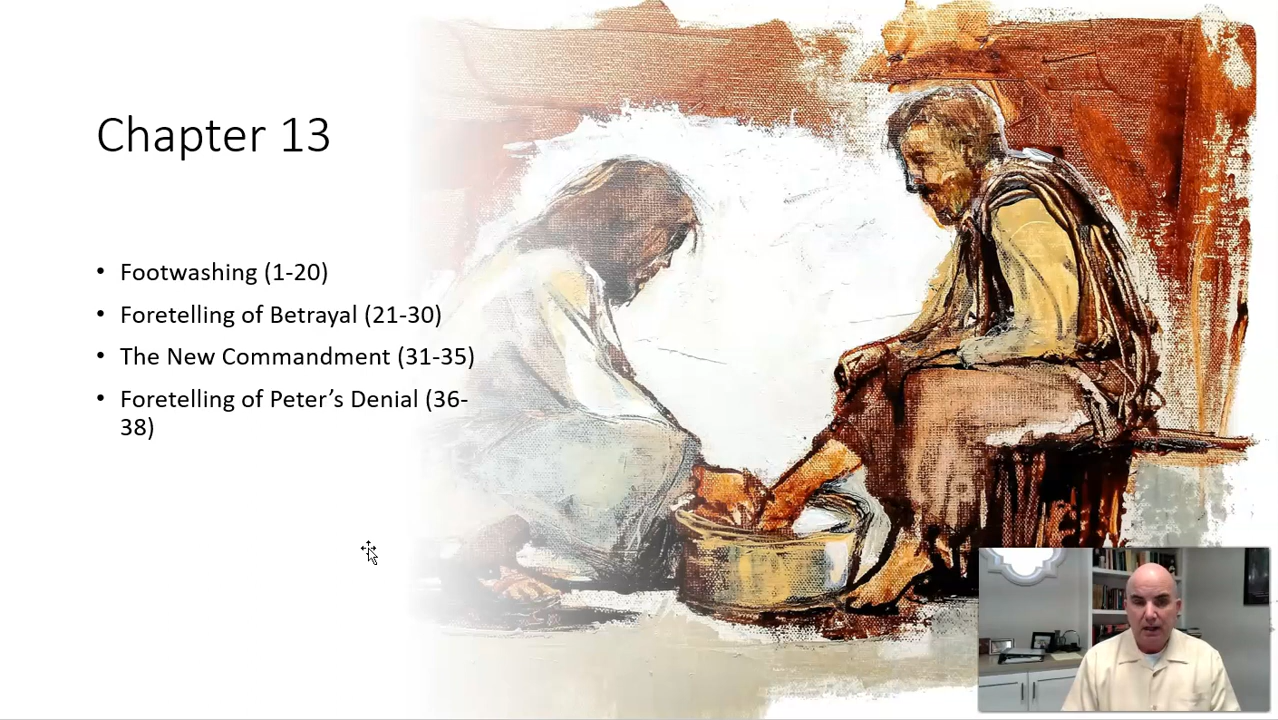 Chapter 13
• Footwashing (1-20)
• Foretelling of Betrayal (21-30)
• The New Commandment (31-35)
• Foretelling of Peter’s Denial (36-
38)